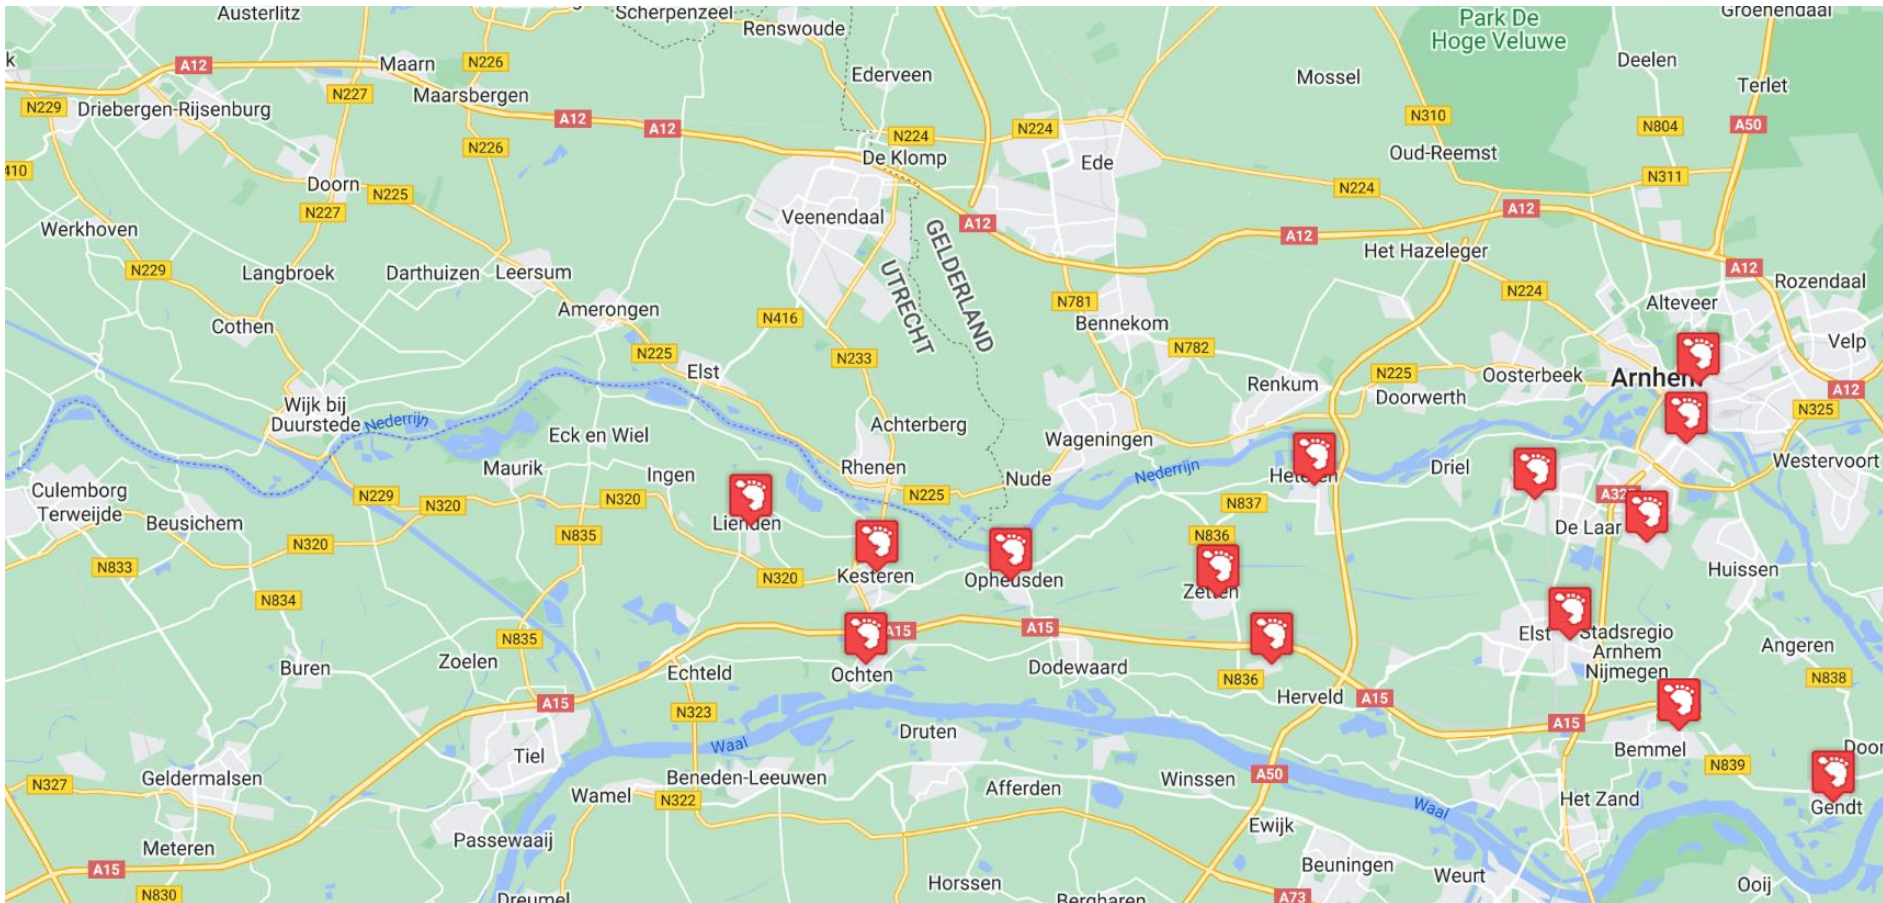 Austerlitz
Scherpenzeel
Renswoude
Park De
Hoge Veluwe
Groenendaal
Deelen
Terlet
Mossel
Ederveen
A12
Maarn
N226
k
N229
Driebergen-Rijsenburg
N227
Maarsbergen
A12
A12
N224
N224
N310
N804
A50
N226
De Klomp
Ede
Oud-Reemst
410
Doorn
N225
N224
N311
N227
Veenendaal
A12
A12
A12
Werkhoven
GELDERLAND
UTRECHT
Het Hazeleger
A12
N229
Langbroek
Darthuizen
Leersum
Rozendaal
N781
N224
Alteveer
Amerongen
N416
Bennekom
Cothen
Velp
N225
N233
N782
Elst
Renkum
N225
Oosterbeek
Arnhem
A12
Doorwerth
Wijk bij
Duurstede
Nederrijn
N325
Achterberg
Eck en Wiel
Wageningen
Maurik
Ingen
Rhenen
Nude
Nederrijn
Driel
Westervoort
Culemborg
Terweijde
N229
N320
N320
N225
N837
Beusichem
De Laar
N320
N835
N836
N833
N320
Kesteren
Opheusden
Huissen
N834
N835
A15
A15
Elst
Stadsregio
Arnhem
Nijmegen
Angeren
Buren
Zoelen
Echteld
Ochten
Dodewaard
N836
N838
A15
N323
Herveld
A15
A15
Waal
Druten
Bemmel
Tiel
N839
N327
Geldermalsen
Beneden-Leeuwen
Winssen
A50
Wamel
N322
Afferden
Waal
Het Zand
Gendt
Ewijk
Meteren
Passewaaij
A15
Beuningen
Weurt
N830
Horssen
Ooij
Dreumel
Bergharen
A73